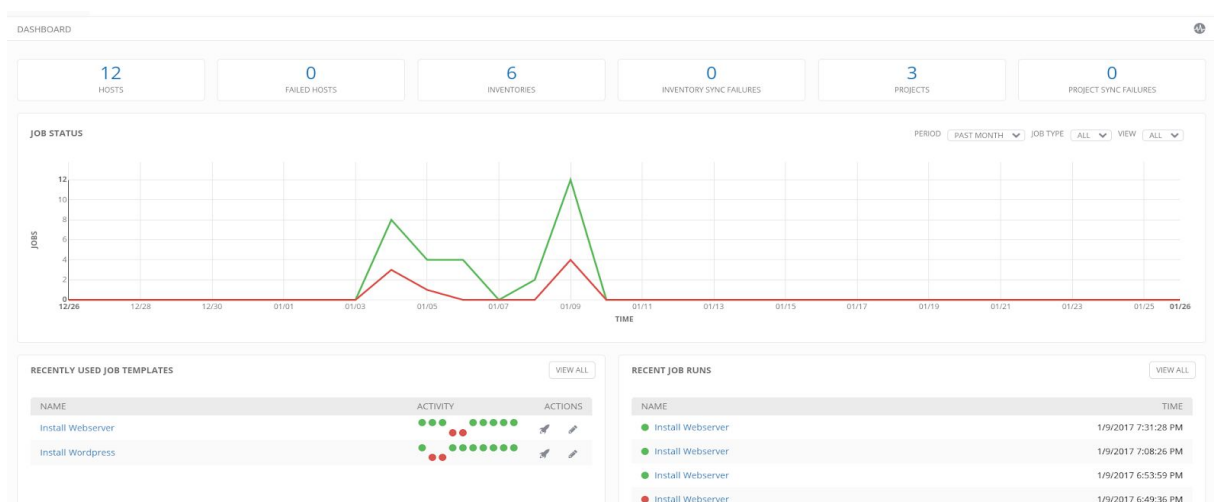 DASHBOARD
12
HOSTS
0
FAILED HOSTS
6
INVENTORIES
0
INVENTORY SYNC FAILURES
3
PROJECTS
0
PROJECT SYNC FAILURES
JOB STATUS
PERIOD PAST MONTH JOB TYPE ALL VIEW ALL
12
10
8
6
4
2
0
JOBS
12/26 12/28 12/30 01/01 01/03 01/05 01/07 01/09 01/11 01/13 01/15 01/17 01/19 01/21 01/23 01/25 01/26
TIME
RECENTLY USED JOB TEMPLATES VIEW ALL
NAME ACTIVITY ACTIONS
Install Webserver
Install Wordpress
RECENT JOB RUNS VIEW ALL
NAME TIME
Install Webserver 1/9/2017 7:31:28 PM
Install Webserver 1/9/2017 7:08:26 PM
Install Webserver 1/9/2017 6:53:59 PM
Install Webserver 1/9/2017 6:49:36 PM